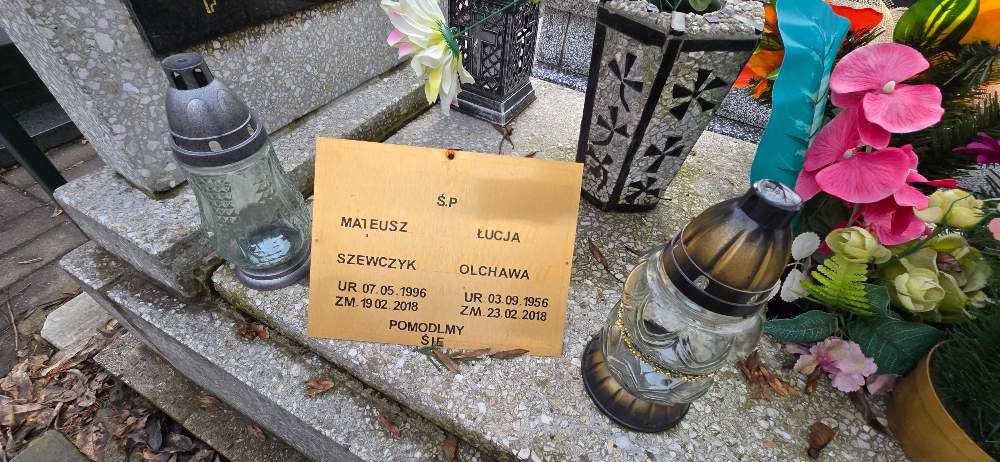 Ś.P
MATEUSZ ŁUCJA
SZEWCZYK OLCHAWA
UR.07.05.1996 UR.03.09.1956
ZM.19.02.2018 ZM.23.02.2018
POMODLMY
ŚIĘ